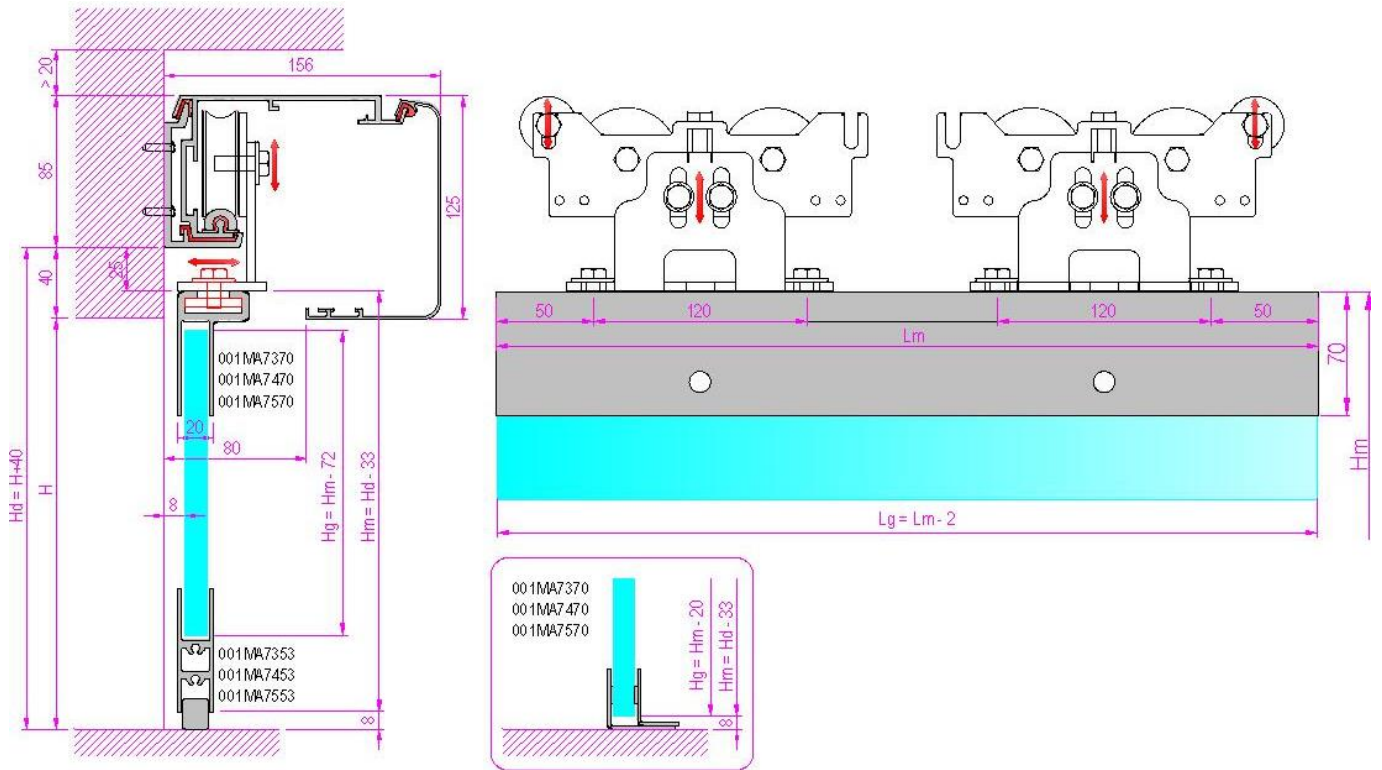 > 20
156
85
125
40
25
001MA7370
001MA7470
001MA7570
20
80
8
Hd = H+40
H
Hg = Hm - 72
Hm = Hd - 33
001MA7353
001MA7453
001MA7553
8
50
120
120
50
Lm
70
Hm
Lg = Lm - 2
001MA7370
001MA7470
001MA7570
Hg = Hm - 20
Hm = Hd - 33
8